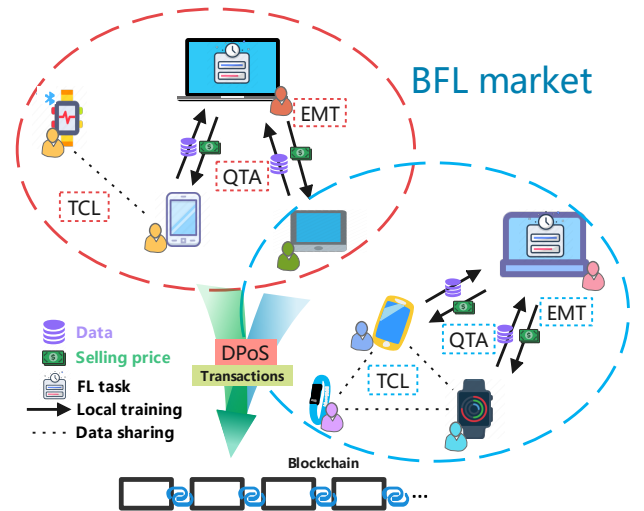 BFL market
EMT
QTA
TCL
EMT
QTA
TCL
Data
Selling price
FL task
Local training
Data sharing
DPoS
Transactions
Blockchain
...